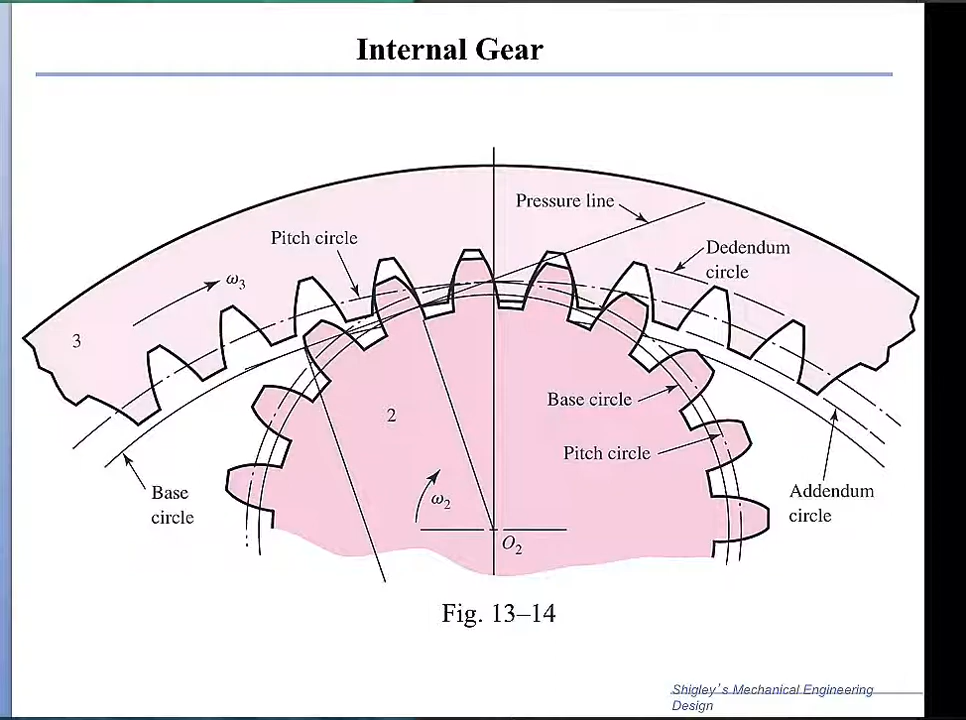 Internal Gear
Pressure line
Pitch circle
Dedendum
circle
ω3
3
Base circle
2
Pitch circle
Base
circle
ω2
Addendum
circle
O2
Fig. 13–14
Shigley's Mechanical Engineering
Design